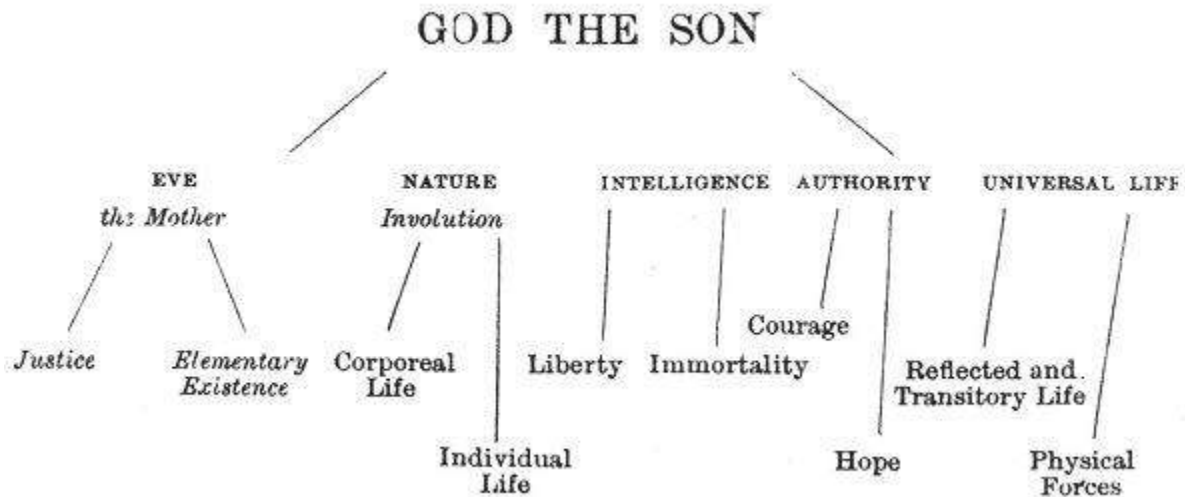 GOD THE SON
EVE NATURE INTELLIGENCE AUTHORITY UNIVERSAL LIFE
the Mother Involution
Courage
Justice Elementary Corporeal Liberty Immortality Reflected and
Existence Life Transitory Life
Individual Hope Physical
Life Forces